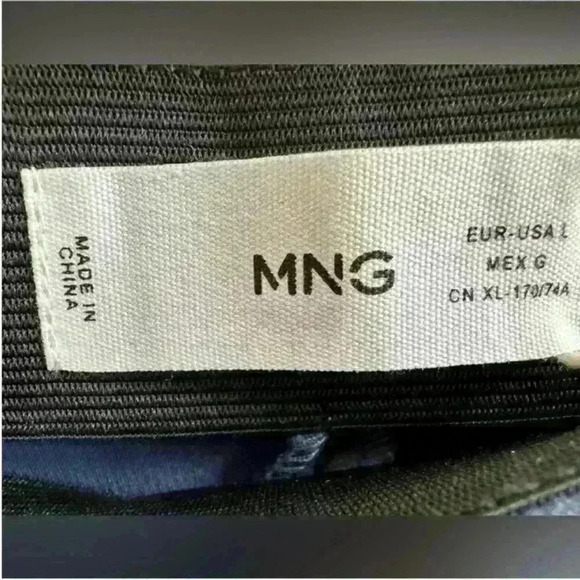 MADE IN
CHINA
MNG
EUR-USA L
MEX G
CN XL-170/74A